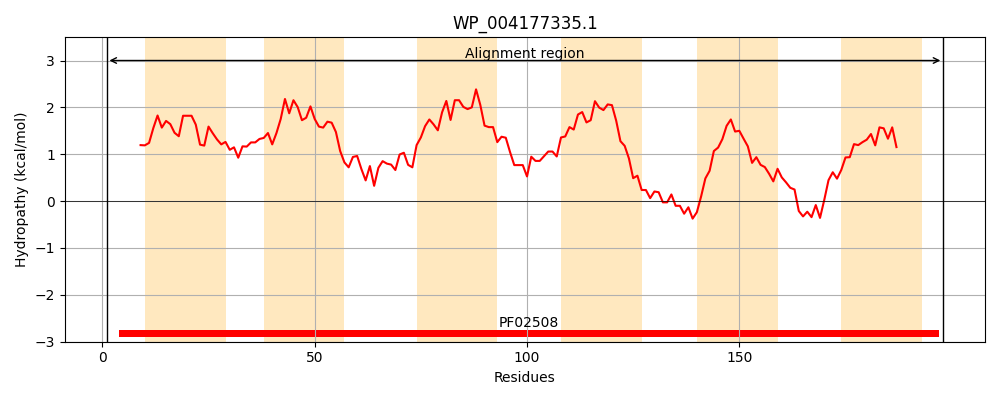 WP_004177335.1
Alignment region
Hydropathy (kcal/mol)
3
2
1
0
−1
−2
−3
PF02508
0
50
100
150
Residues